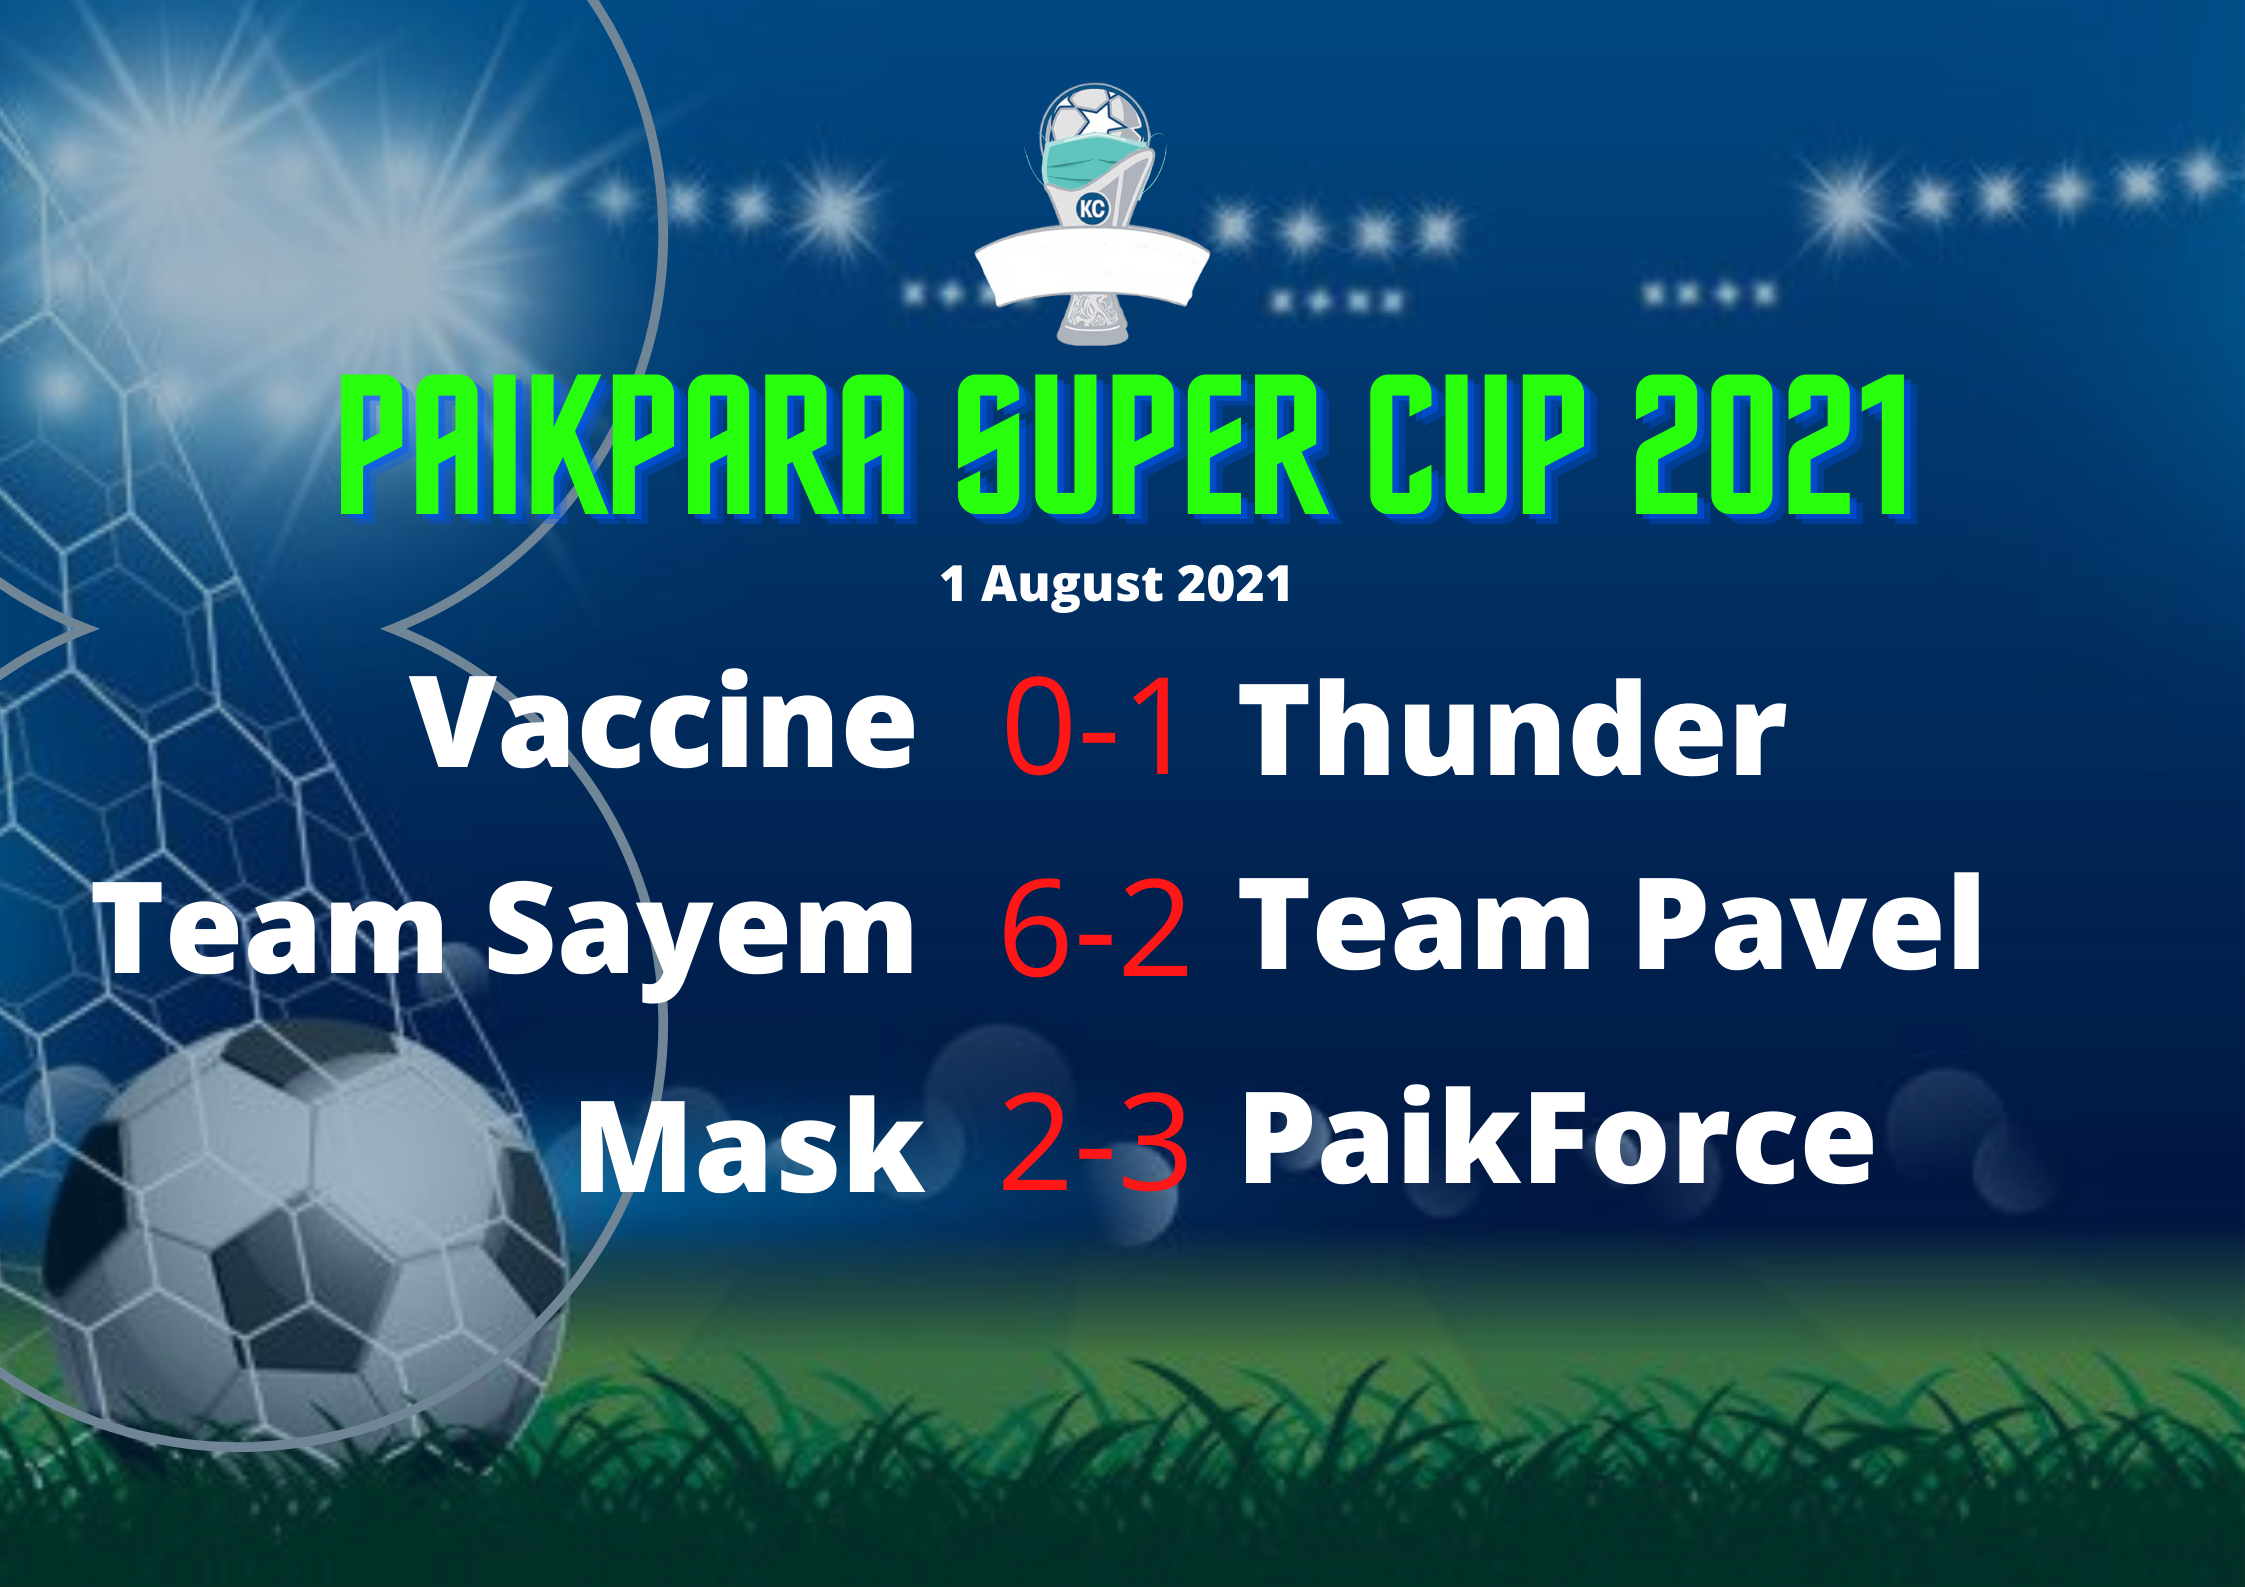 KC
PAIKPARA SUPER CUP 2021
1 August 2021
Vaccine 0-1 Thunder
Team Sayem 6-2 Team Pavel
Mask 2-3 PaikForce